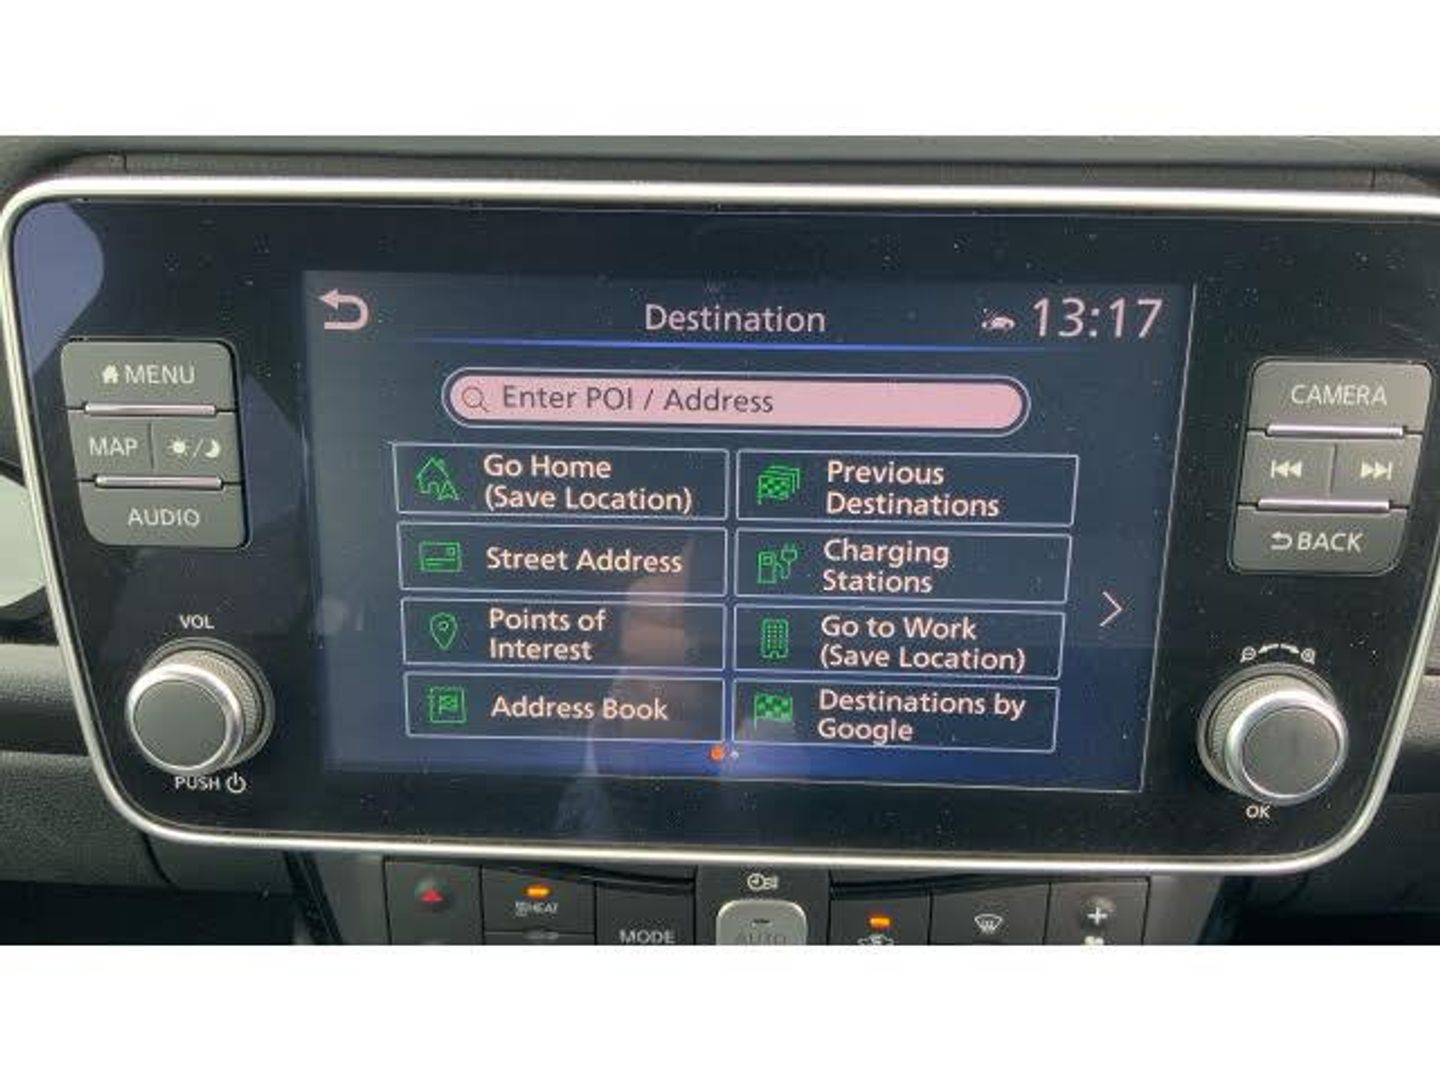 Destination
13:17
MENU
Enter POI / Address
CAMERA
MAP
Go Home
(Save Location)
Previous
Destinations
AUDIO
Street Address
Charging
Stations
BACK
Points of
Interest
Go to Work
(Save Location)
VOL
Address Book
Destinations by
Google
PUSH
OK
HEAT
MODE
AUTO